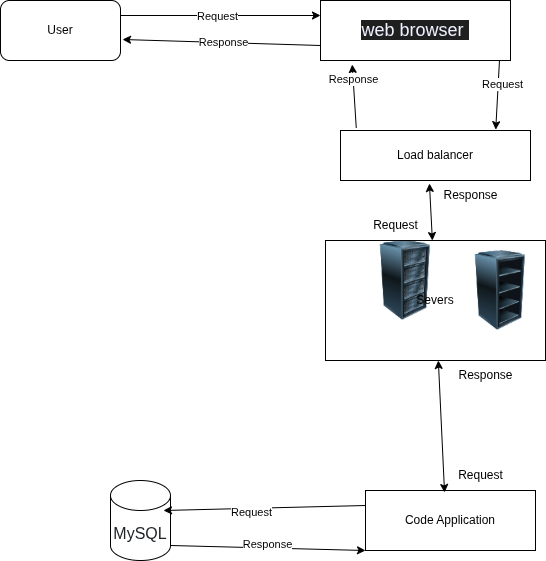 User
Request
web browser
Response
Response
Request
Load balancer
Response
Request
Severs
Response
Request
Request
Code Application
MySQL
Response